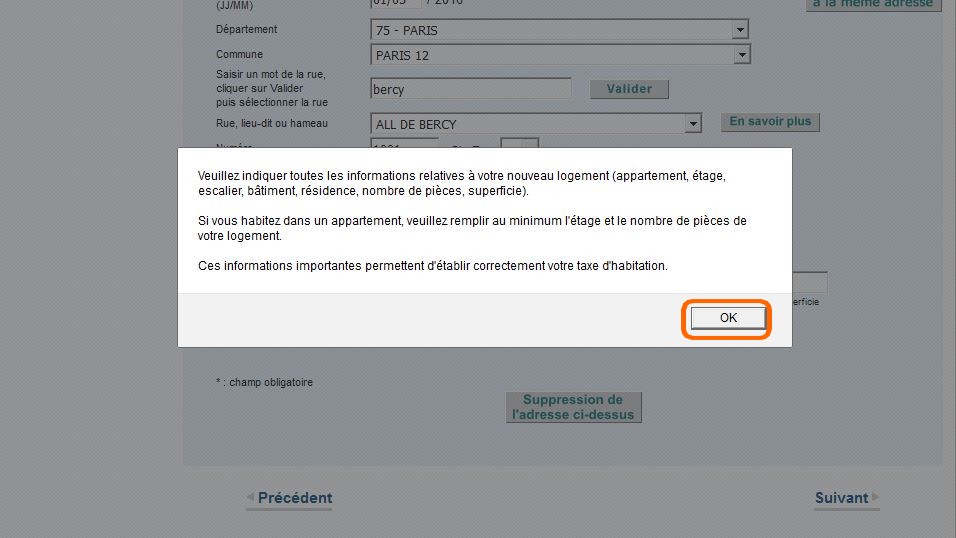 (JJ/MM)
/ 2016
à la même adresse
Département
75 - PARIS
Commune
PARIS 12
Saisir un mot de la rue,
cliquer sur Valider
puis sélectionner la rue
bercy
Valider
Rue, lieu-dit ou hameau
ALL DE BERCY
En savoir plus
Veuillez indiquer toutes les informations relatives à votre nouveau logement (appartement, étage,
escalier, bâtiment, résidence, nombre de pièces, superficie).
Si vous habitez dans un appartement, veuillez remplir au minimum l'étage et le nombre de pièces de
votre logement.
Ces informations importantes permettent d'établir correctement votre taxe d'habitation.
erficie
OK
* : champ obligatoire
Suppression de
l'adresse ci-dessus
Précédent
Suivant